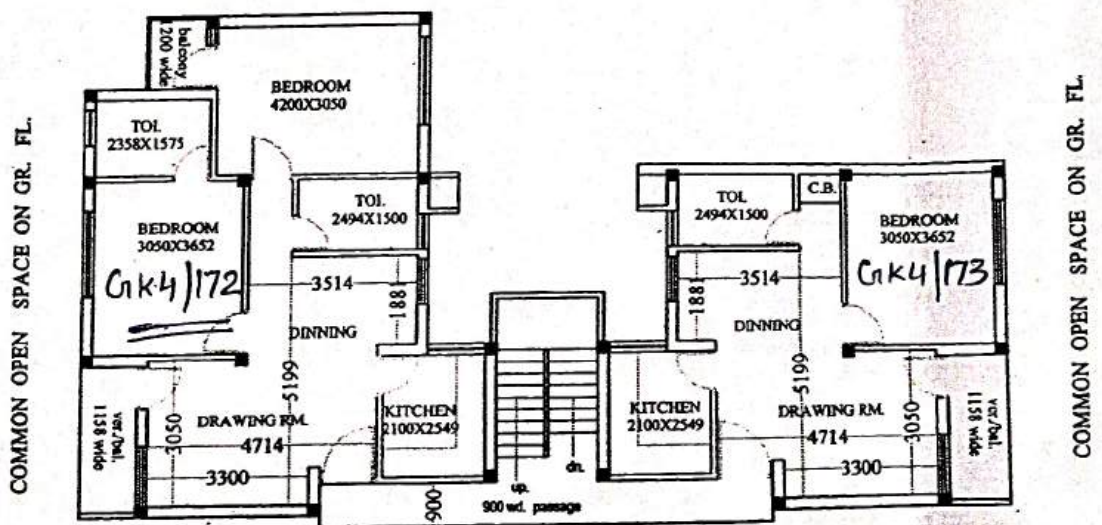 COMMON OPEN SPACE ON GR. FL.
balcony
1200 wide
BEDROOM
4200X3050
TOI.
2358X1575
TOI.
2494X1500
BEDROOM
3050X3652
GK4/172
3514
1881
DINNING
5199
DRAWING RM.
4714
3050
3300
ver./bal.
1158 wide
KITCHEN
2100X2549
900
up.
dn.
900 wd. passage
TOI.
2494X1500
C.B.
BEDROOM
3050X3652
GK4/173
3514
1881
DINNING
5199
KITCHEN
2100X2549
DRAWING RM.
4714
3050
3300
ver./bal.
1158 wide
COMMON OPEN SPACE ON GR. FL.